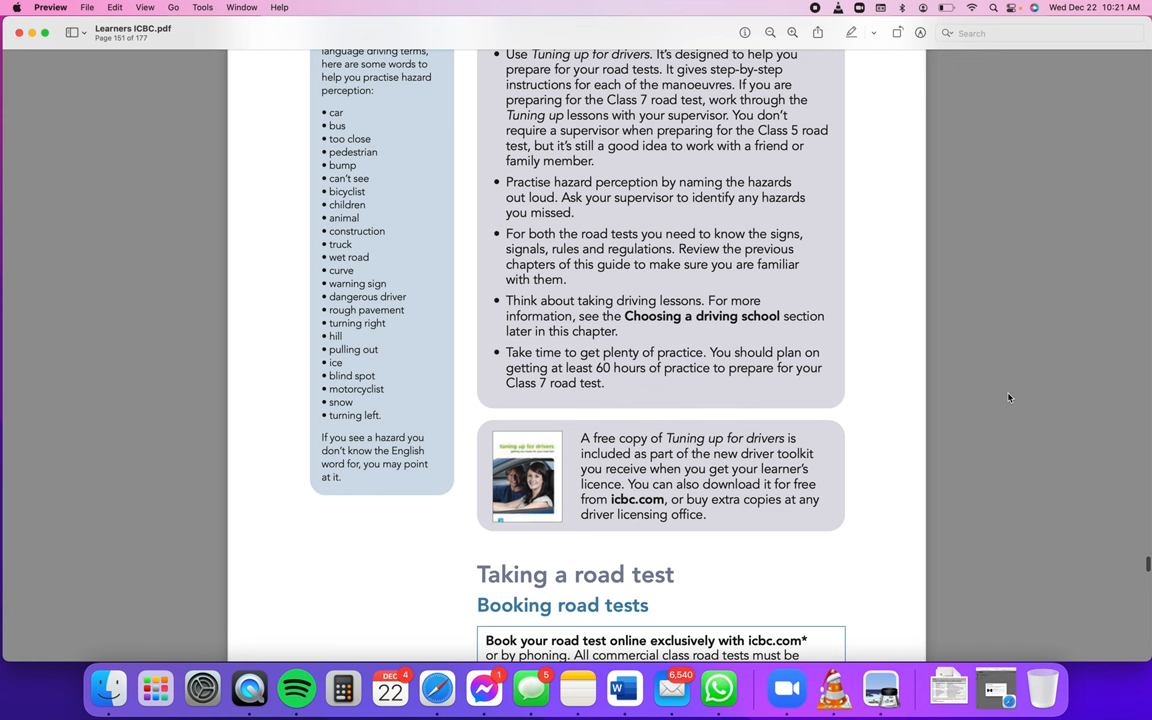 Preview File Edit View Go Tools Window Help Wed Dec 22 10:21 AM
Learners ICBC.pdf
Page 151 of 177
Search
language driving terms,
here are some words to
help you practise hazard
perception:
• car
• bus
• too close
• pedestrian
• bump
• can't see
• bicyclist
• children
• animal
• construction
• truck
• wet road
• curve
• warning sign
• dangerous driver
• rough pavement
• turning right
• hill
• pulling out
• ice
• blind spot
• motorcyclist
• snow
• turning left.
If you see a hazard you
don't know the English
word for, you may point
at it.
• Use Tuning up for drivers. It's designed to help you
prepare for your road tests. It gives step-by-step
instructions for each of the manoeuvres. If you are
preparing for the Class 7 road test, work through the
Tuning up lessons with your supervisor. You don't
require a supervisor when preparing for the Class 5 road
test, but it's still a good idea to work with a friend or
family member.
• Practise hazard perception by naming the hazards
out loud. Ask your supervisor to identify any hazards
you missed.
• For both the road tests you need to know the signs,
signals, rules and regulations. Review the previous
chapters of this guide to make sure you are familiar
with them.
• Think about taking driving lessons. For more
information, see the Choosing a driving school section
later in this chapter.
• Take time to get plenty of practice. You should plan on
getting at least 60 hours of practice to prepare for your
Class 7 road test.
tuning up for drivers
A free copy of Tuning up for drivers is
included as part of the new driver toolkit
you receive when you get your learner's
licence. You can also download it for free
from icbc.com, or buy extra copies at any
driver licensing office.
Taking a road test
Booking road tests
Book your road test online exclusively with icbc.com*
or by phoning. All commercial class road tests must be
DEC 4
22
1
5
6,540
W